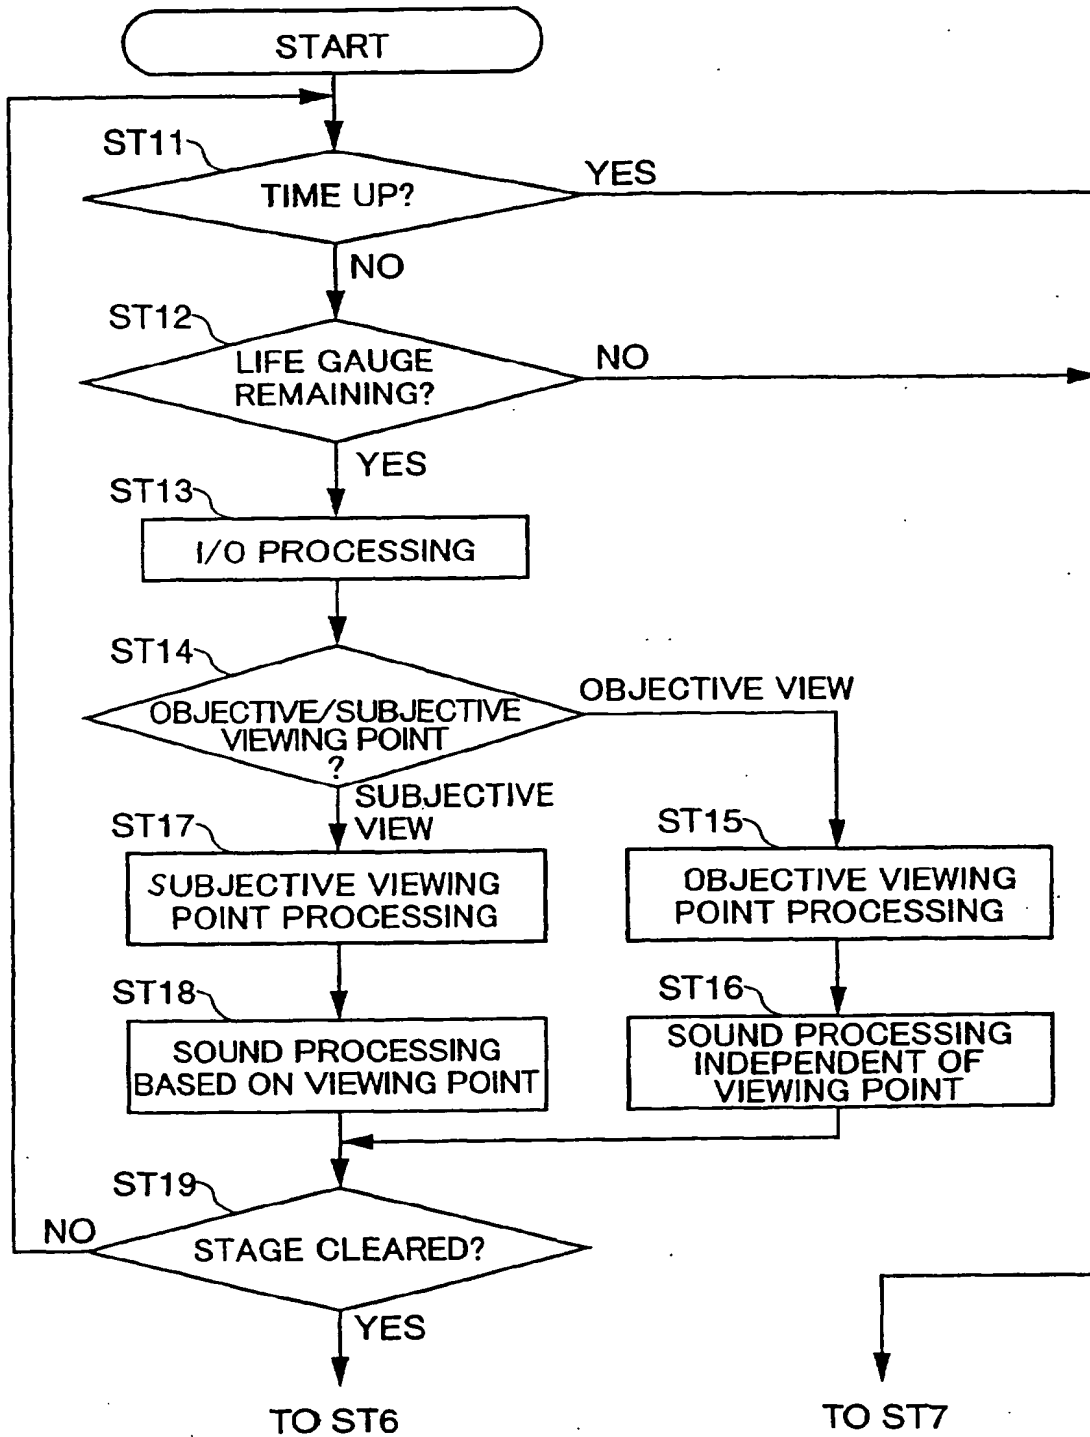 START
ST11
TIME UP?
YES
NO
ST12
LIFE GAUGE
REMAINING?
NO
YES
ST13
I/O PROCESSING
ST14
OBJECTIVE/SUBJECTIVE
VIEWING POINT
?
OBJECTIVE VIEW
SUBJECTIVE
VIEW
ST17
SUBJECTIVE VIEWING
POINT PROCESSING
ST15
OBJECTIVE VIEWING
POINT PROCESSING
ST18
SOUND PROCESSING
BASED ON VIEWING POINT
ST16
SOUND PROCESSING
INDEPENDENT OF
VIEWING POINT
ST19
STAGE CLEARED?
NO
YES
TO ST6
TO ST7